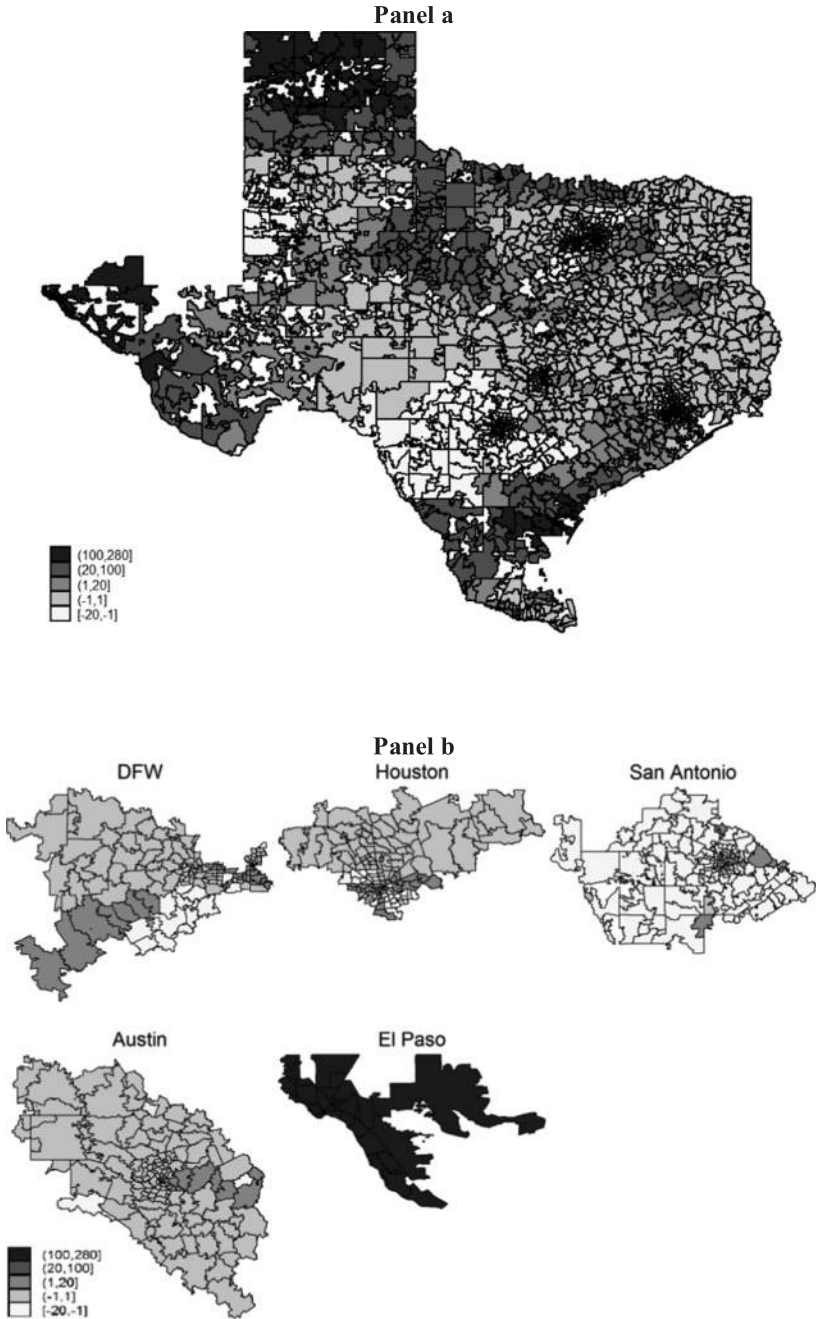 Panel a
(100,280]
(20,100]
(1,20]
(-1,1]
[-20,-1]
Panel b
DFW
Houston
San Antonio
Austin
El Paso
(100,280]
(20,100]
(1,20]
(-1,1]
[-20,-1]